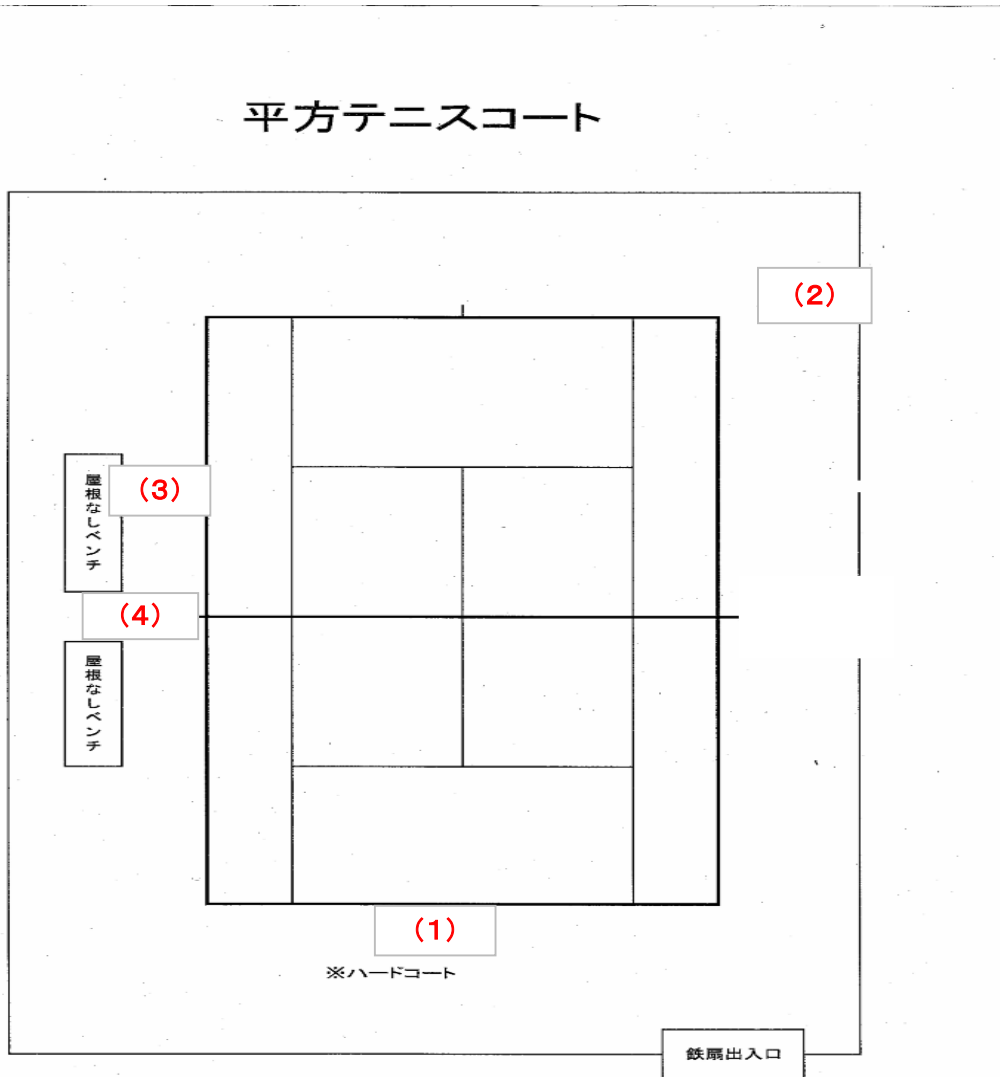 平方テニスコート
（2）
屋根なしベンチ
（3）
（4）
屋根なしベンチ
（1）
※ハードコート
鉄扉出入口